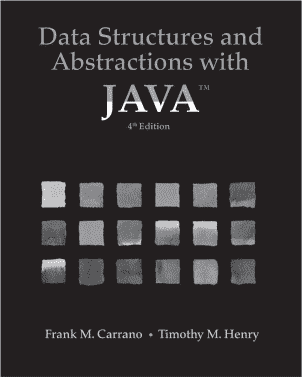 Data Structures and
Abstractions with
JAVA™
4th Edition
Frank M. Carrano • Timothy M. Henry